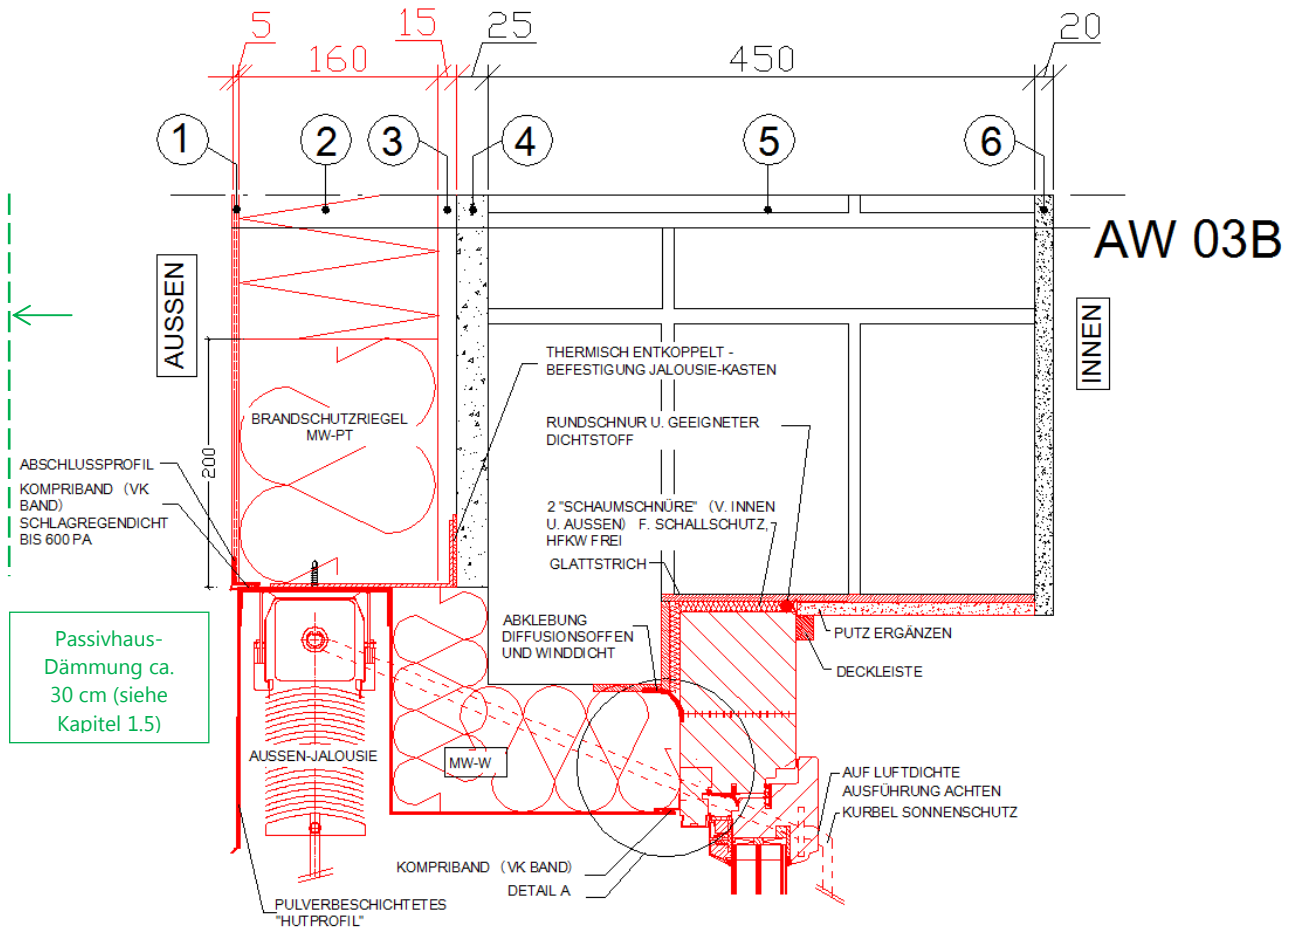 5
160
15
25
450
20
1
2
3
4
5
6
AW 03B
AUSSEN
INNEN
THERMISCH ENTKOPPELT -
BEFESTIGUNG JALOUSIE-KASTEN
BRANDSCHUTZRIEGEL
MW-PT
RUNDSCHNUR U. GEEIGNETER
DICHTSTOFF
200
ABSCHLUSSPROFIL
KOMPRIBAND (VK
BAND)
SCHLAGREGENDICHT
BIS 600 PA
2 "SCHAUMSCHNÜRE" (V. INNEN
U. AUSSEN) F. SCHALLSCHUTZ,
HFKW FREI
GLATTSTRICH
ABKLEBUNG
DIFFUSIONSOFFEN
UND WINDDICHT
PUTZ ERGÄNZEN
DECKLEISTE
Passivhaus-
Dämmung ca.
30 cm (siehe
Kapitel 1.5)
AUSSEN-JALOUSIE
MW-W
AUF LUFTDICHTE
AUSFÜHRUNG ACHTEN
KURBEL SONNENSCHUTZ
KOMPRIBAND (VK BAND)
DETAIL A
PULVERBESCHICHTETES
"HUTPROFIL"